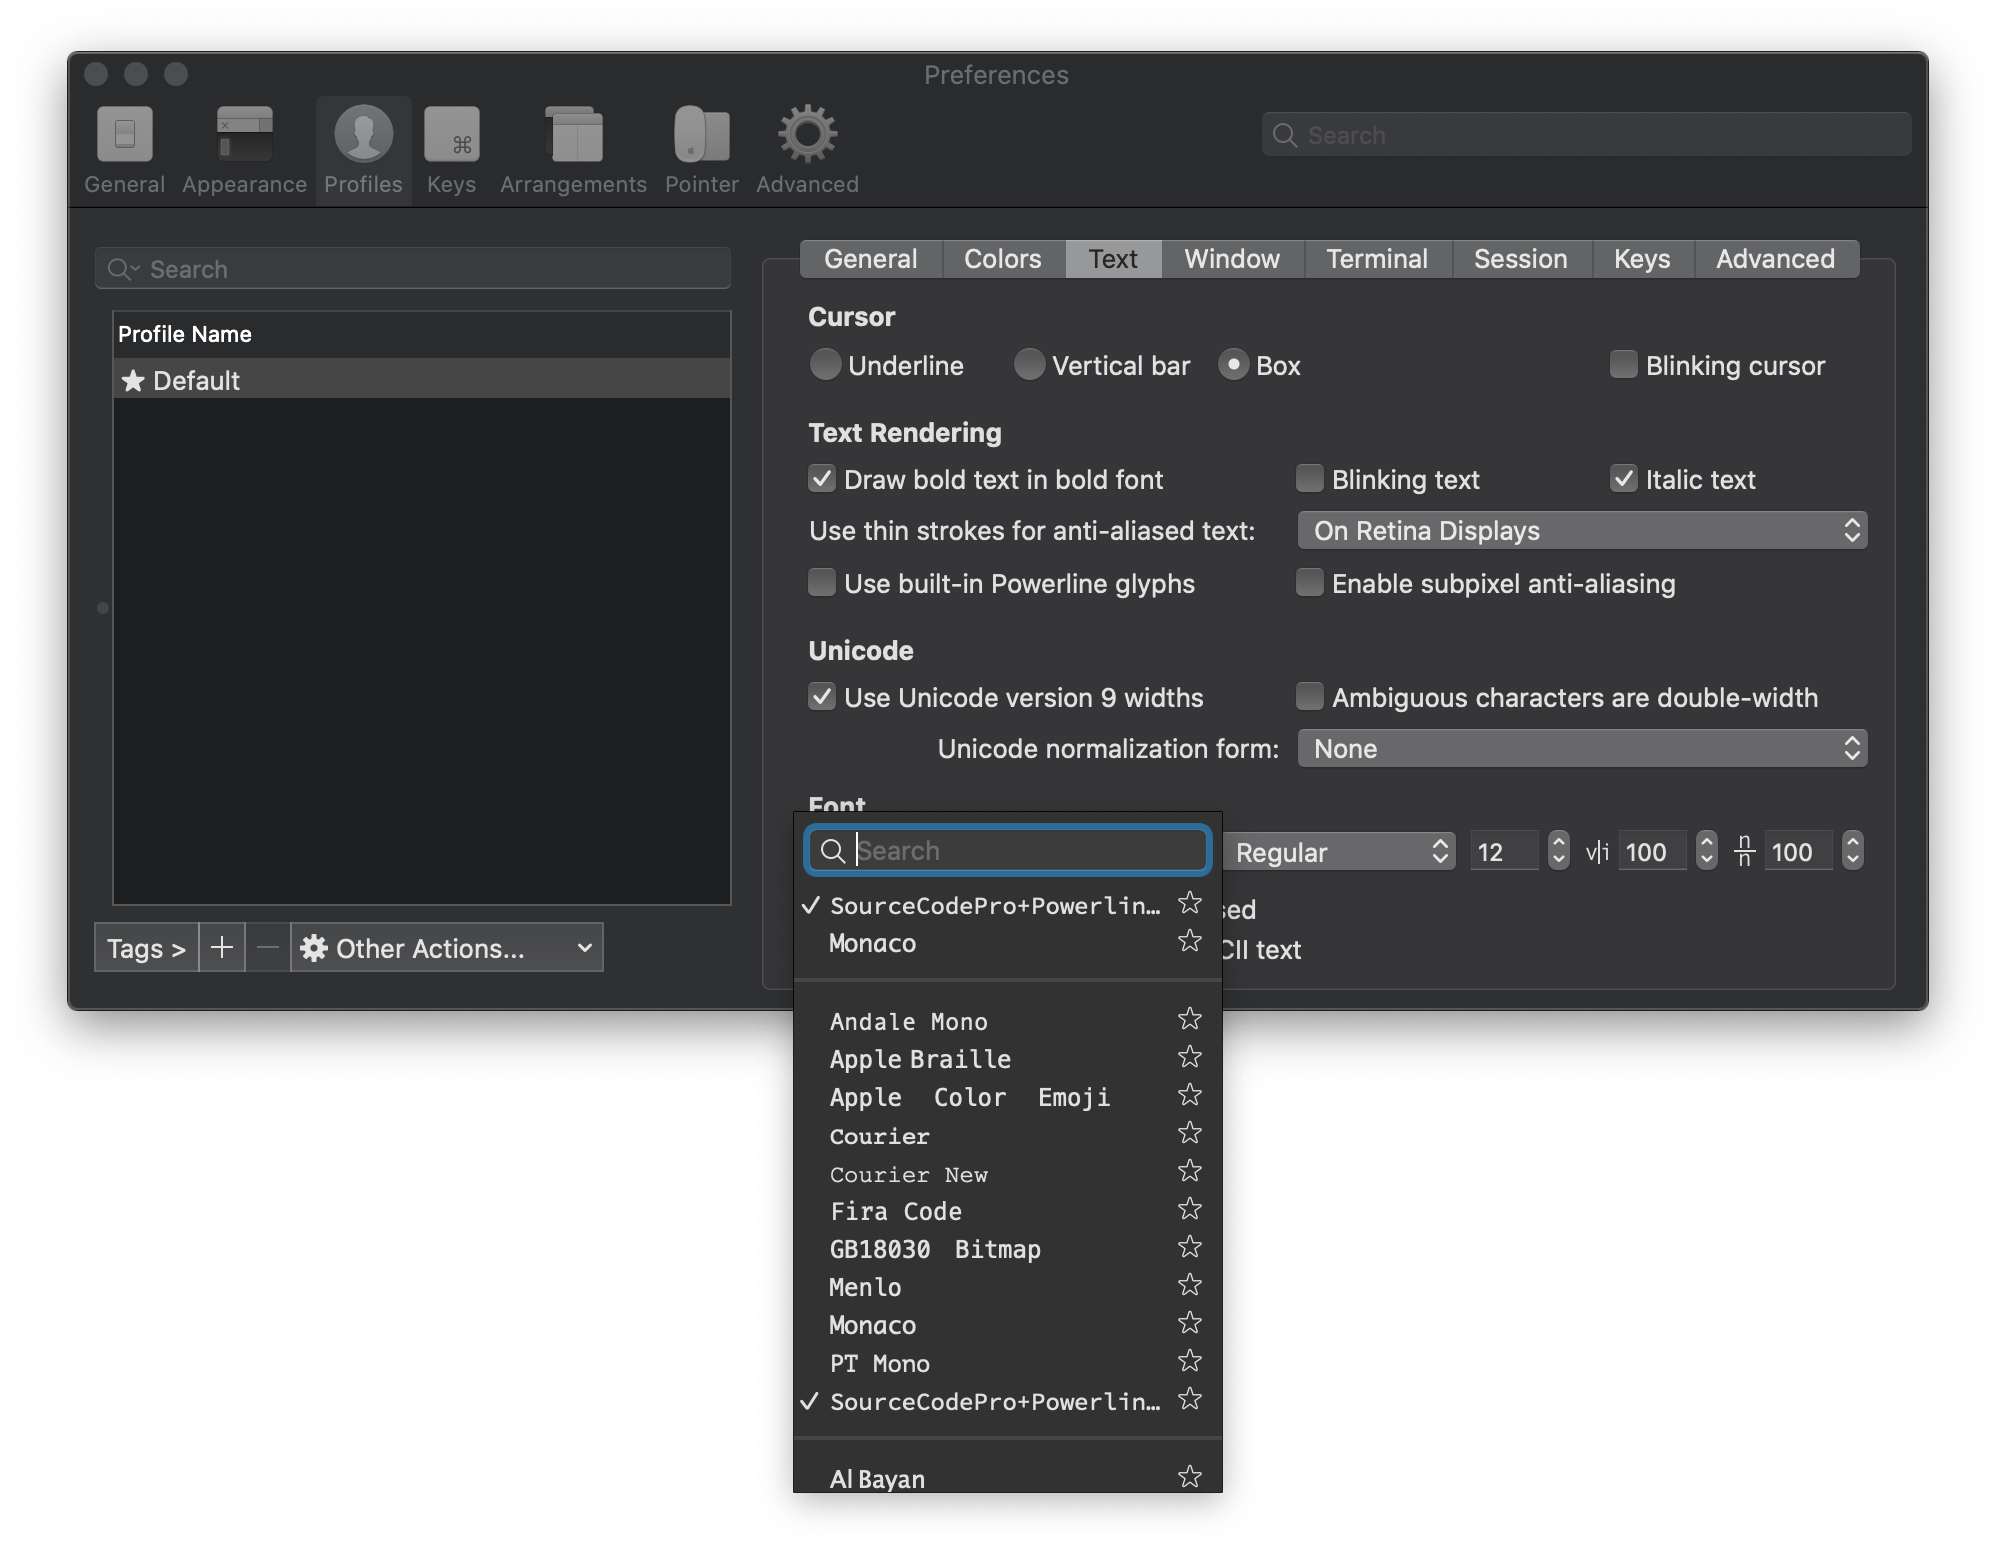 Preferences
General Appearance Profiles Keys Arrangements Pointer Advanced
Search
Search
Profile Name
Default
Tags > + − Other Actions...
General Colors Text Window Terminal Session Keys Advanced
Cursor
Underline Vertical bar Box Blinking cursor
Text Rendering
Draw bold text in bold font Blinking text Italic text
Use thin strokes for anti-aliased text: On Retina Displays
Use built-in Powerline glyphs Enable subpixel anti-aliasing
Unicode
Use Unicode version 9 widths Ambiguous characters are double-width
Unicode normalization form: None
Font
Search Regular 12 v|i 100 n/n 100
SourceCodePro+Powerlin…
sed
Monaco
CII text
Andale Mono
Apple Braille
Apple Color Emoji
Courier
Courier New
Fira Code
GB18030 Bitmap
Menlo
Monaco
PT Mono
SourceCodePro+Powerlin…
Al Bayan